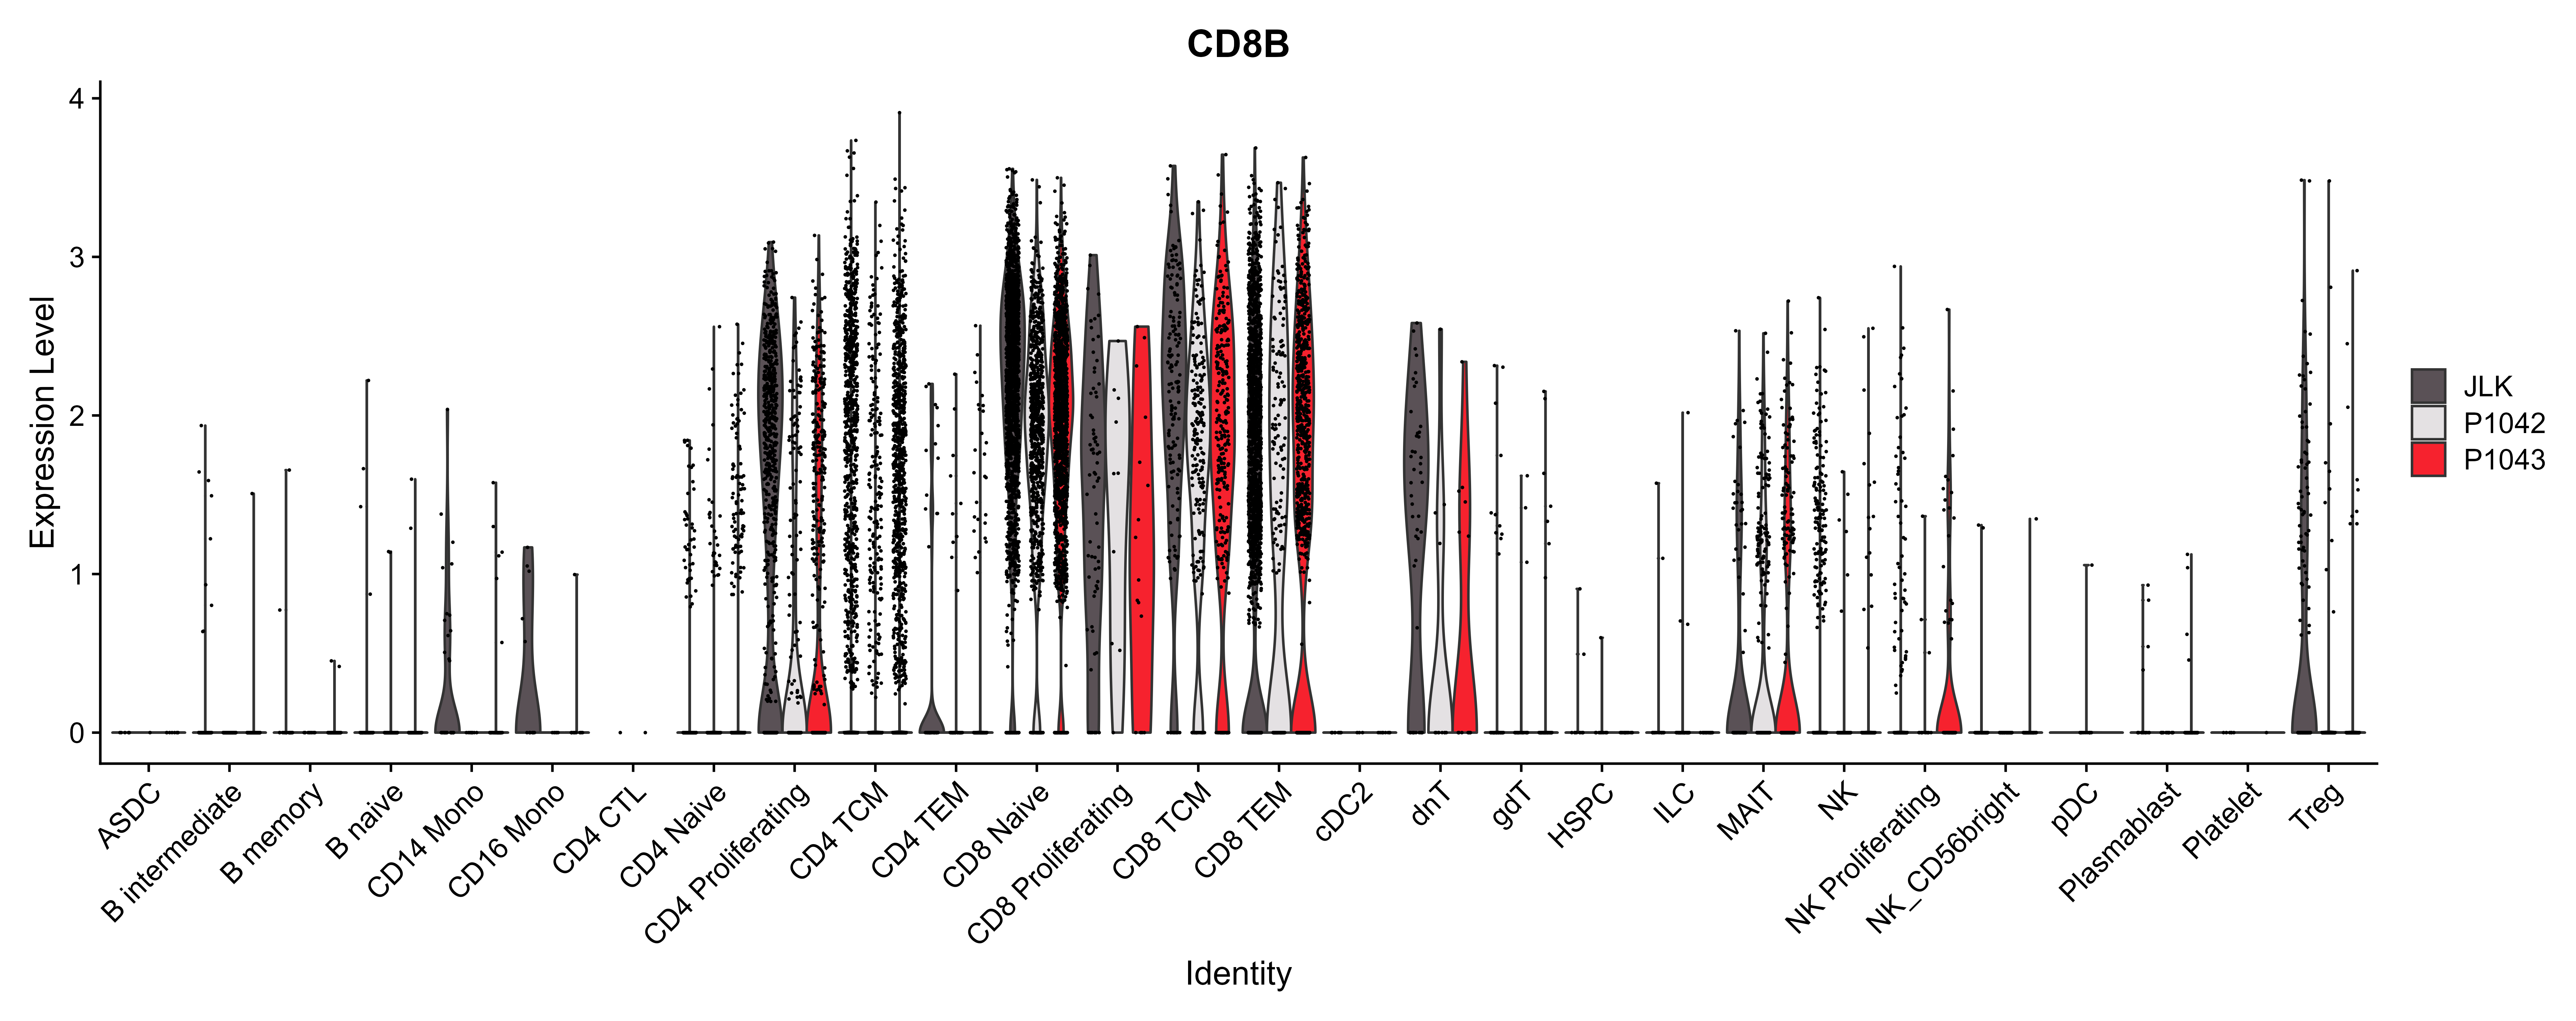 CD8B
Expression Level
4
3
2
1
0
JLK
P1042
P1043
ASDC
B intermediate
B memory
B naive
CD14 Mono
CD16 Mono
CD4 CTL
CD4 Naive
CD4 Proliferating
CD4 TCM
CD4 TEM
CD8 Naive
CD8 Proliferating
CD8 TCM
CD8 TEM
cDC2
dnT
gdT
HSPC
ILC
MAIT
NK
NK Proliferating
NK_CD56bright
pDC
Plasmablast
Platelet
Treg
Identity